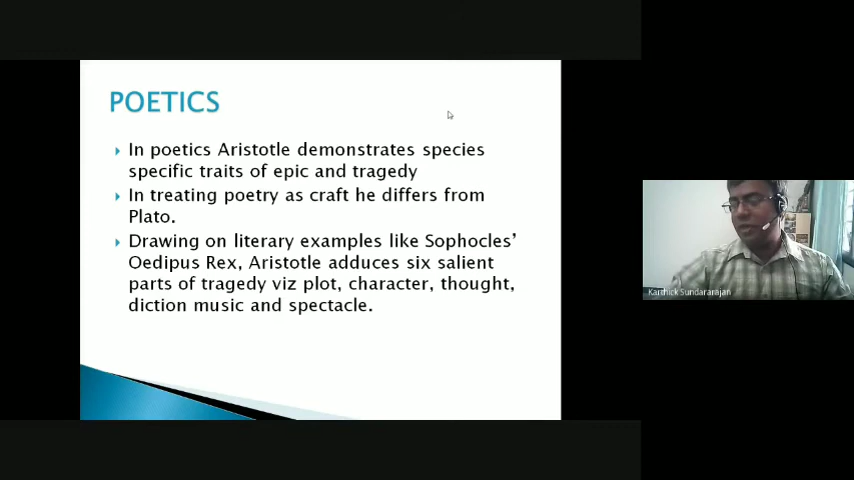 POETICS
In poetics Aristotle demonstrates species
specific traits of epic and tragedy
In treating poetry as craft he differs from
Plato.
Drawing on literary examples like Sophocles’
Oedipus Rex, Aristotle adduces six salient
parts of tragedy viz plot, character, thought,
diction music and spectacle.
Karthick Sundararajan